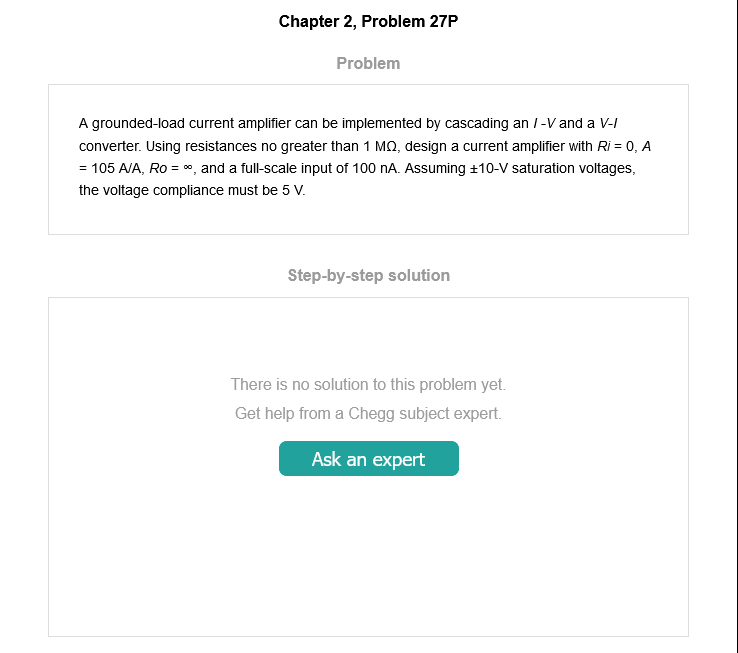 Chapter 2, Problem 27P
Problem
A grounded-load current amplifier can be implemented by cascading an I -V and a V-I
converter. Using resistances no greater than 1 MΩ, design a current amplifier with Ri = 0, A
= 105 A/A, Ro = ∞, and a full-scale input of 100 nA. Assuming ±10-V saturation voltages,
the voltage compliance must be 5 V.
Step-by-step solution
There is no solution to this problem yet.
Get help from a Chegg subject expert.
Ask an expert